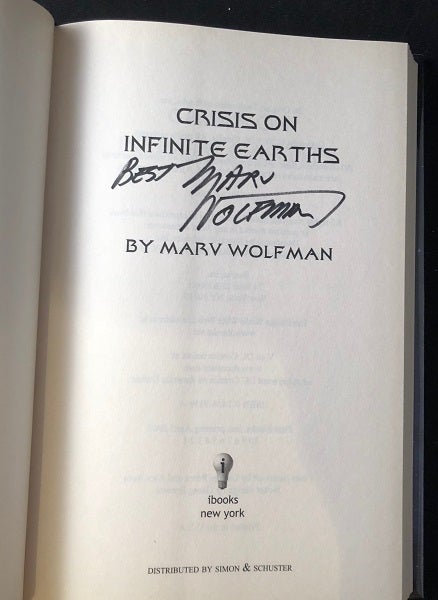 CRISIS ON
INFINITE EARTHS
BEST MARV
WOLFMAN
BY MARV WOLFMAN
i
ibooks
new york
DISTRIBUTED BY SIMON & SCHUSTER